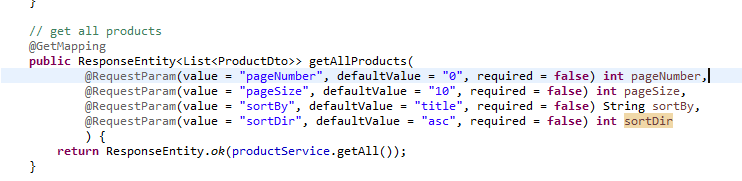 }
// get all products
@GetMapping
public ResponseEntity<List<ProductDto>> getAllProducts(
@RequestParam(value = "pageNumber", defaultValue = "0", required = false) int pageNumber,
@RequestParam(value = "pageSize", defaultValue = "10", required = false) int pageSize,
@RequestParam(value = "sortBy", defaultValue = "title", required = false) String sortBy,
@RequestParam(value = "sortDir", defaultValue = "asc", required = false) int sortDir
) {
return ResponseEntity.ok(productService.getAll());
}